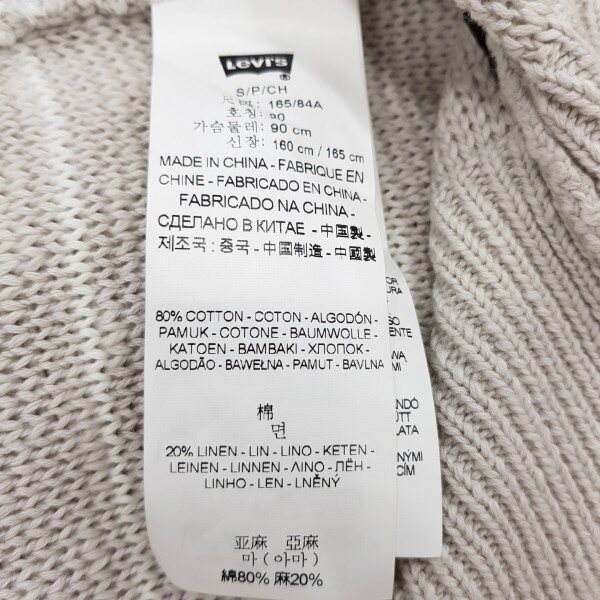 Levi's
®
S/P/CH
165/84A
호칭: 90
가슴둘레: 90 cm
신장: 160 cm / 165 cm
MADE IN CHINA - FABRIQUE EN
CHINE - FABRICADO EN CHINA -
FABRICADO NA CHINA -
СДЕЛАНО В КИТАЕ - 中国製 -
제조국: 중국 - 中国制造 - 中國製
80% COTTON - COTON - ALGODÓN -
PAMUK - COTONE - BAUMWOLLE -
KATOEN - BAMBAKI - ХЛОПОК -
ALGODÃO - BAWEŁNA - PAMUT - BAVLNA
棉
면
20% LINEN - LIN - LINO - KETEN -
LEINEN - LINNEN - ΛΙΝΟ - ЛЁН -
LINHO - LEN - LNĚNÝ
亚麻 亞麻
마 ( 아마 )
綿80% 麻20%